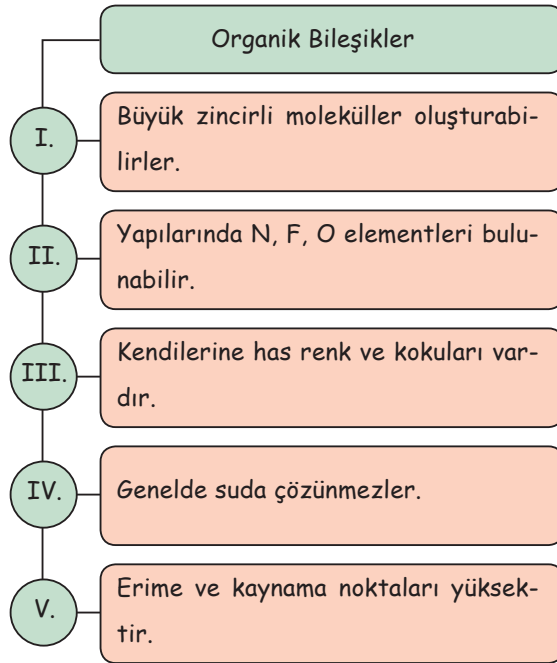 Organik Bileşikler
I.
Büyük zincirli moleküller oluşturabi-
lirler.
II.
Yapılarında N, F, O elementleri bulu-
nabilir.
III.
Kendilerine has renk ve kokuları var-
dır.
IV.
Genelde suda çözünmezler.
V.
Erime ve kaynama noktaları yüksek-
tir.